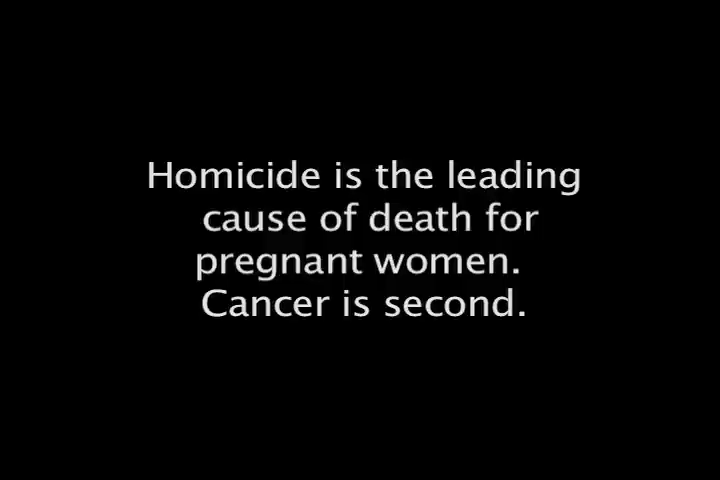 Homicide is the leading
cause of death for
pregnant women.
Cancer is second.